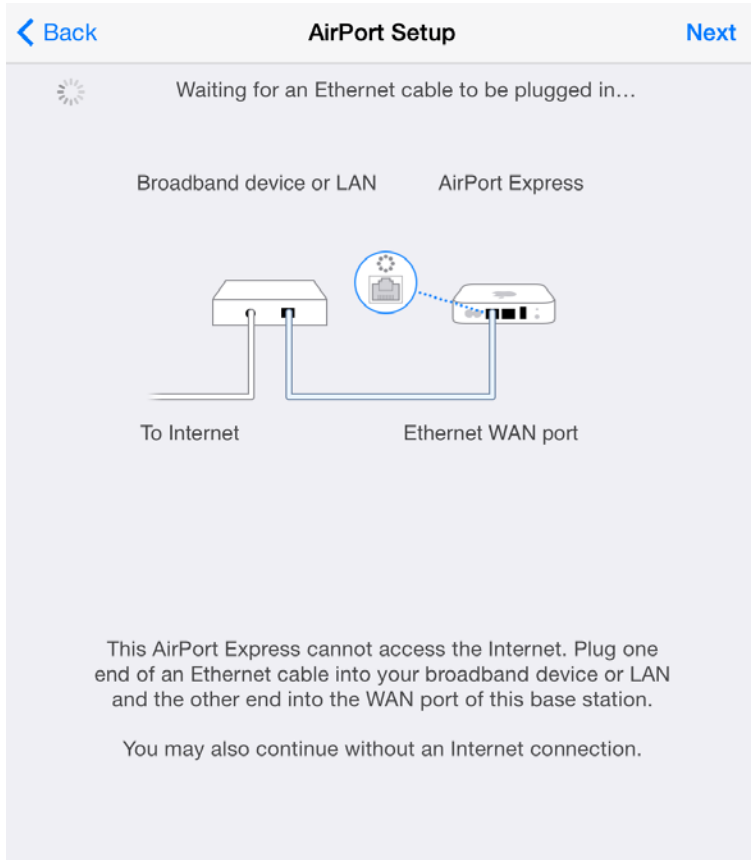 Back
AirPort Setup
Next
Waiting for an Ethernet cable to be plugged in…
Broadband device or LAN
AirPort Express
To Internet
Ethernet WAN port
This AirPort Express cannot access the Internet. Plug one
end of an Ethernet cable into your broadband device or LAN
and the other end into the WAN port of this base station.
You may also continue without an Internet connection.